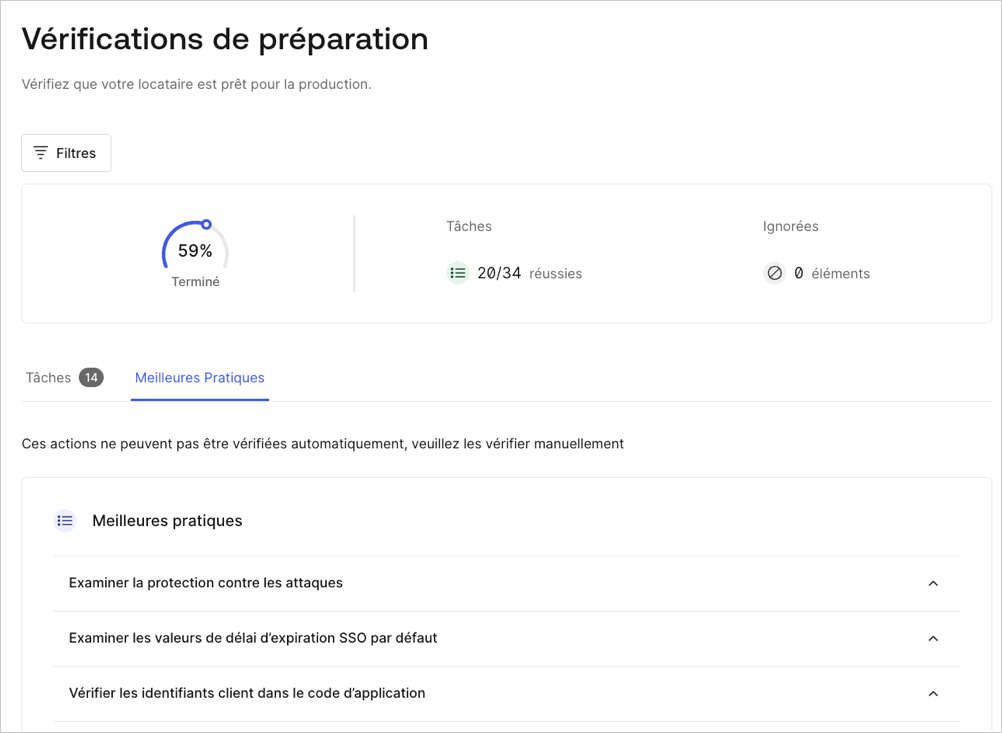 Vérifications de préparation
Vérifiez que votre locataire est prêt pour la production.
Filtres
59%
Terminé
Tâches
20/34 réussies
Ignorées
0 éléments
Tâches 14
Meilleures Pratiques
Ces actions ne peuvent pas être vérifiées automatiquement, veuillez les vérifier manuellement
Meilleures pratiques
Examiner la protection contre les attaques
Examiner les valeurs de délai d’expiration SSO par défaut
Vérifier les identifiants client dans le code d’application